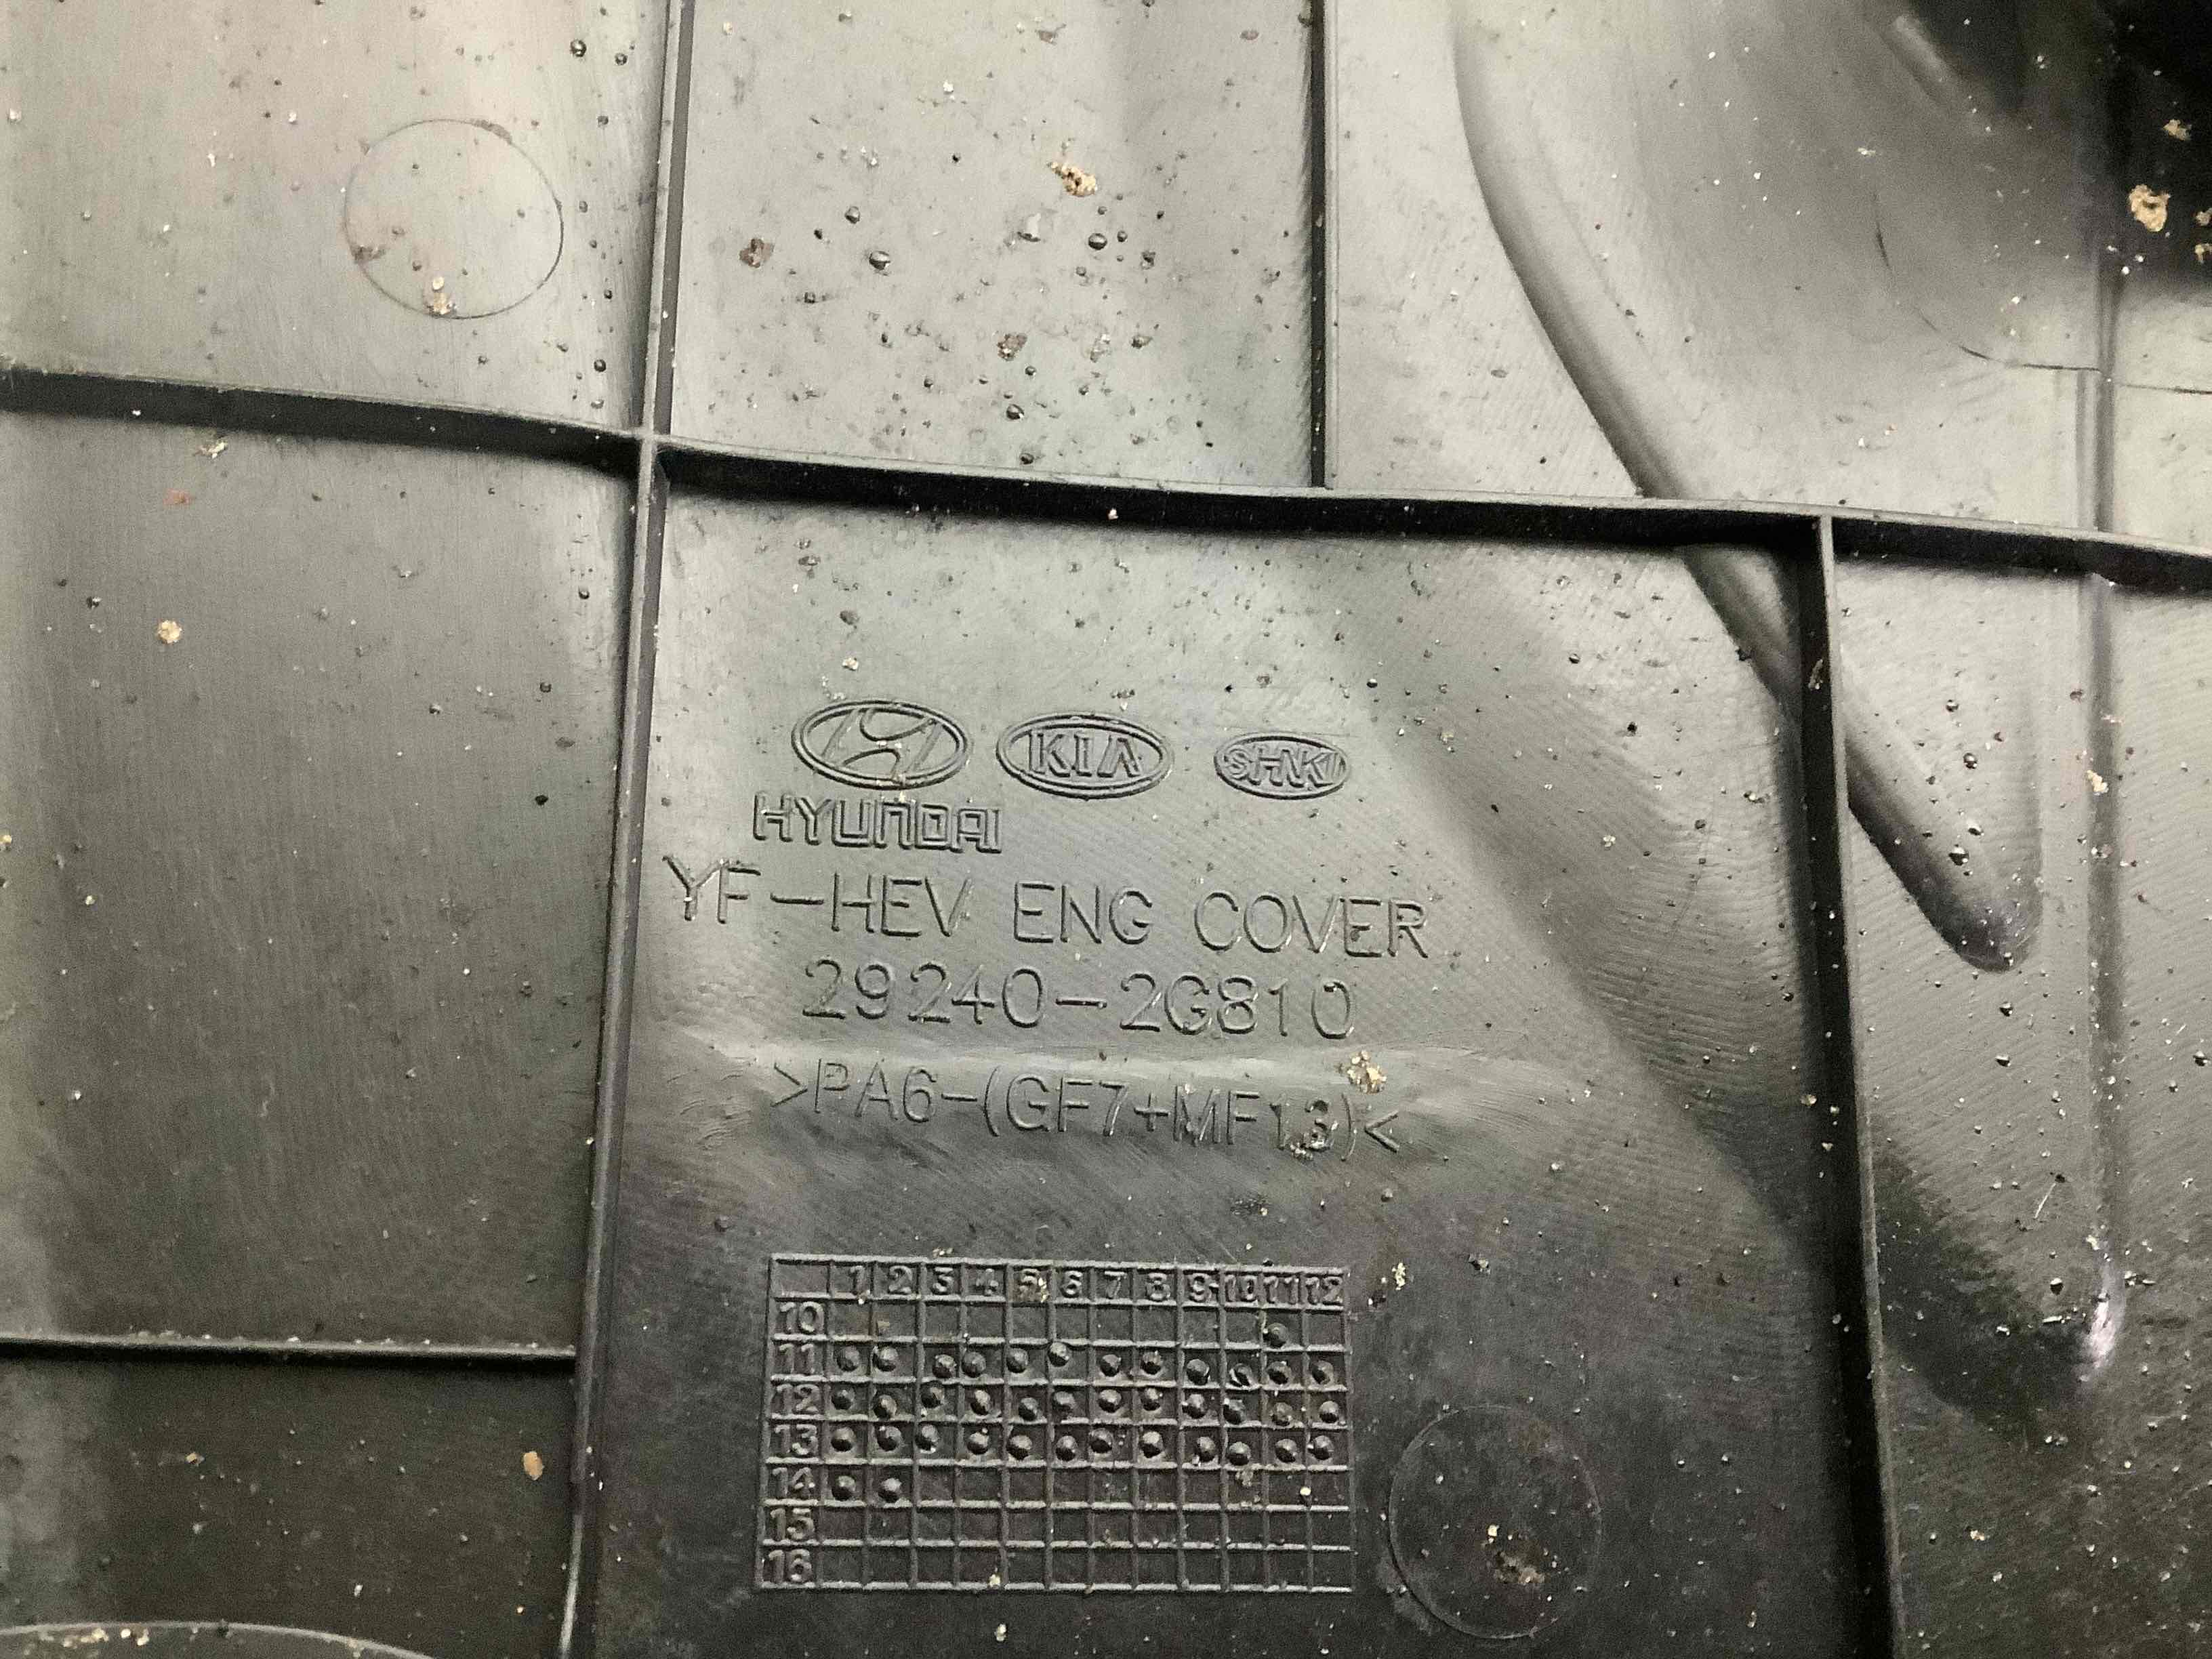 KIA SHNKI
HYUNDAI
YF-HEV ENG COVER
29240-2G810
>PA6-(GF7+MF13)<
1 2 3 4 5 6 7 8 9 10 11 12
10
11
12
13
14
15
16